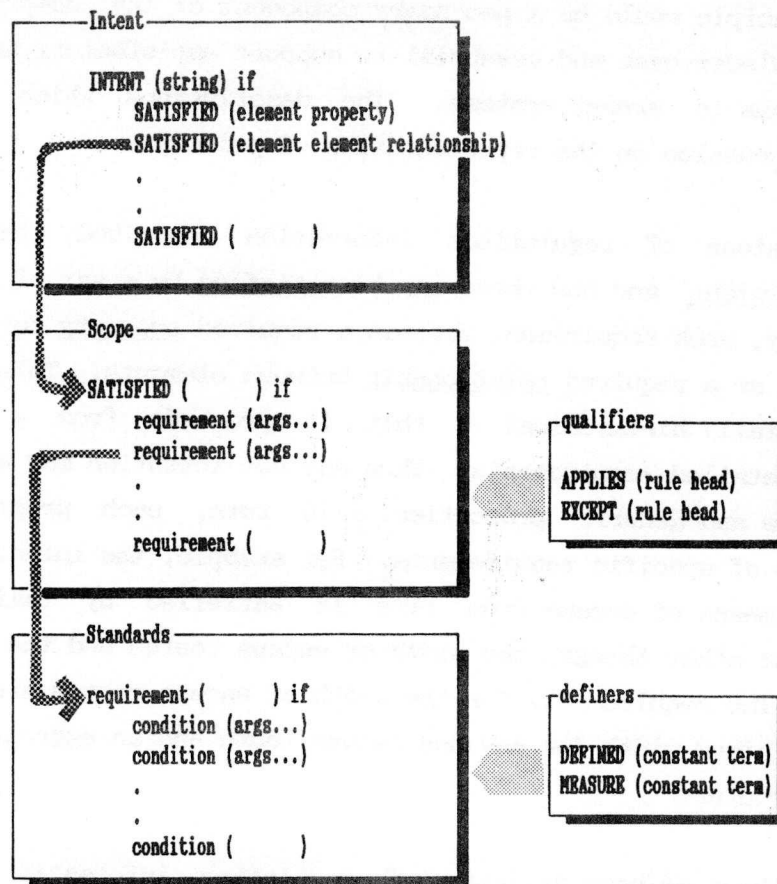 Intent
INTENT (string) if
SATISFIED (element property)
SATISFIED (element element relationship)
.
.
SATISFIED ( )
Scope
SATISFIED ( ) if
requirement (args...)
requirement (args...)
.
.
requirement ( )
qualifiers
APPLIES (rule head)
EXCEPT (rule head)
Standards
requirement ( ) if
condition (args...)
condition (args...)
.
.
condition ( )
definers
DEFINED (constant term)
MEASURE (constant term)